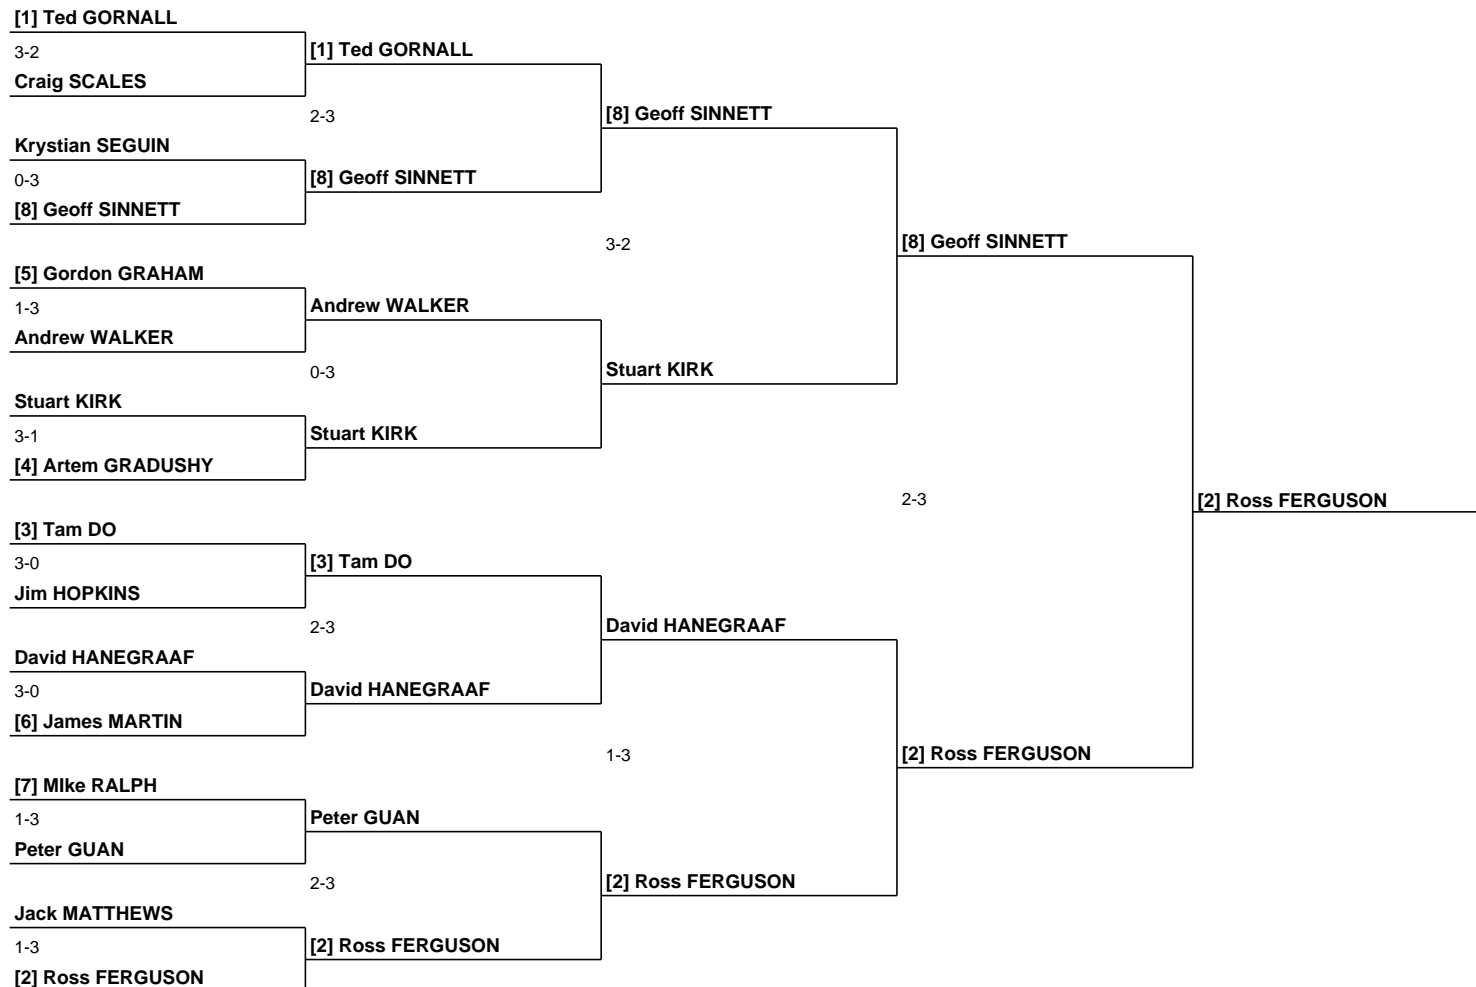 [1] Ted GORNALL
3-2
Craig SCALES
Krystian SEGUIN
0-3
[8] Geoff SINNETT
[5] Gordon GRAHAM
1-3
Andrew WALKER
Stuart KIRK
3-1
[4] Artem GRADUSHY
[3] Tam DO
3-0
Jim HOPKINS
David HANEGRAAF
3-0
[6] James MARTIN
[7] MIke RALPH
1-3
Peter GUAN
Jack MATTHEWS
1-3
[2] Ross FERGUSON
[1] Ted GORNALL
2-3
[8] Geoff SINNETT
Andrew WALKER
0-3
Stuart KIRK
[3] Tam DO
2-3
David HANEGRAAF
Peter GUAN
2-3
[2] Ross FERGUSON
[8] Geoff SINNETT
3-2
Stuart KIRK
David HANEGRAAF
1-3
[2] Ross FERGUSON
[8] Geoff SINNETT
2-3
[2] Ross FERGUSON
[2] Ross FERGUSON